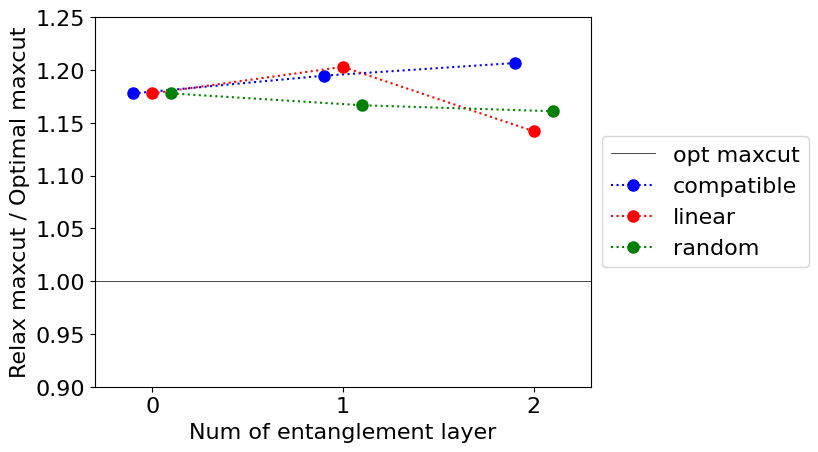 Relax maxcut / Optimal maxcut
1.25
1.20
1.15
1.10
1.05
1.00
0.95
0.90
0 1 2
Num of entanglement layer
opt maxcut
compatible
linear
random